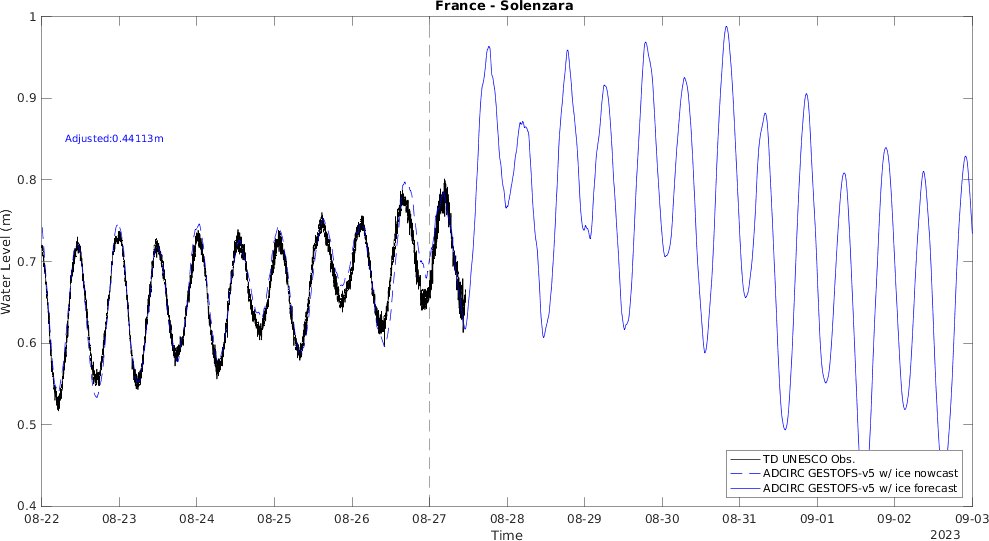 France - Solenzara
1
0.9
0.8
0.7
0.6
0.5
0.4
Water Level (m)
Adjusted:0.44113m
TD UNESCO Obs.
ADCIRC GESTOFS-v5 w/ ice nowcast
ADCIRC GESTOFS-v5 w/ ice forecast
08-22 08-23 08-24 08-25 08-26 08-27 08-28 08-29 08-30 08-31 09-01 09-02 09-03
Time
2023